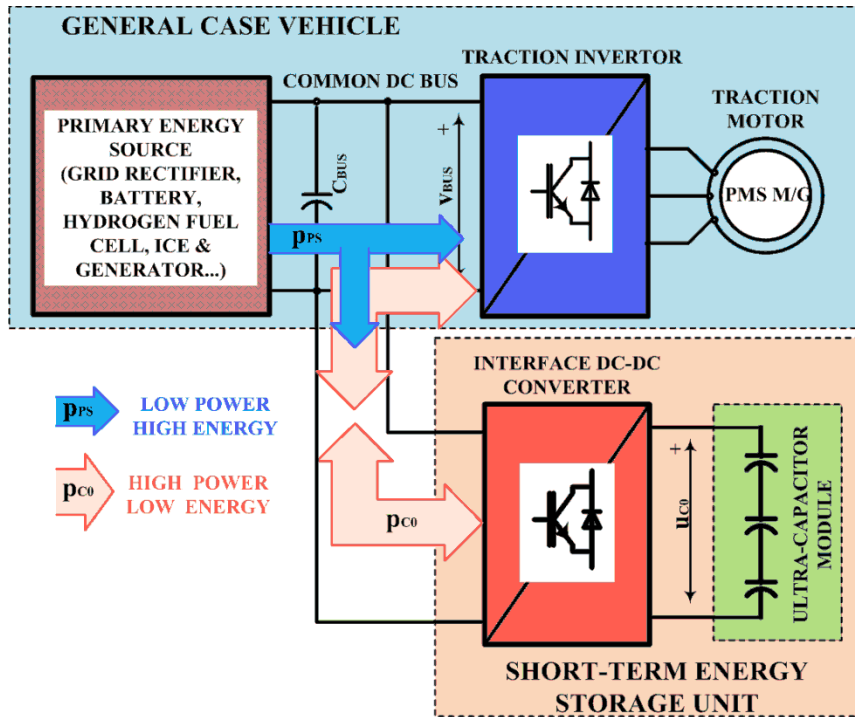 GENERAL CASE VEHICLE
COMMON DC BUS
TRACTION INVERTOR
TRACTION
MOTOR
PRIMARY ENERGY
SOURCE
(GRID RECTIFIER,
BATTERY,
HYDROGEN FUEL
CELL, ICE &
GENERATOR...)
CBUS
+
vBUS
PMS M/G
pPS
INTERFACE DC-DC
CONVERTER
pPS
LOW POWER
HIGH ENERGY
pC0
HIGH POWER
LOW ENERGY
pC0
+
uC0
ULTRA-CAPACITOR
MODULE
SHORT-TERM ENERGY
STORAGE UNIT